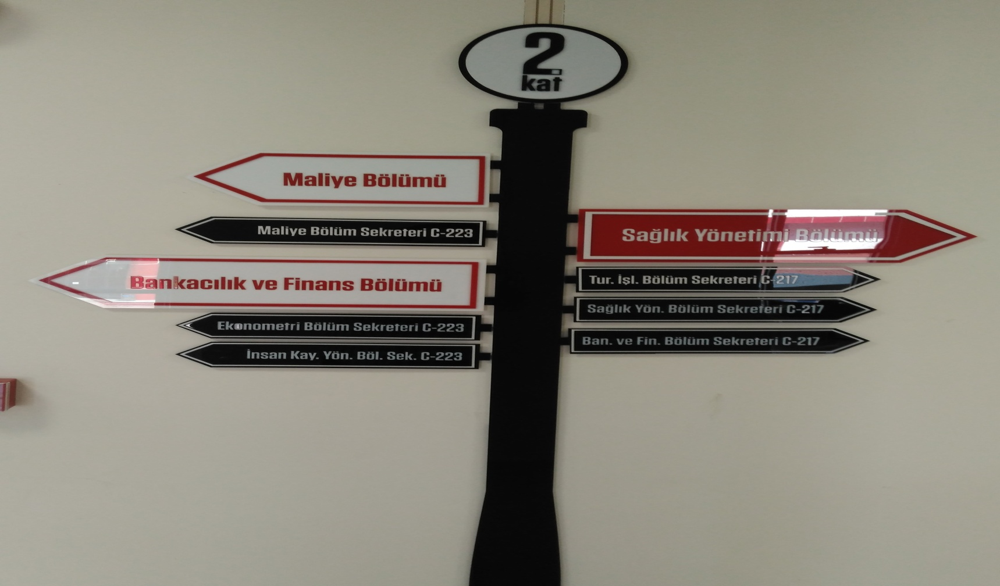 2.
kat
Maliye Bölümü
Maliye Bölüm Sekreteri C-223
Bankacılık ve Finans Bölümü
Ekonometri Bölüm Sekreteri C-223
İnsan Kay. Yön. Böl. Sek. C-223
Sağlık Yönetimi Bölümü
Tur. İşl. Bölüm Sekreteri C-217
Sağlık Yön. Bölüm Sekreteri C-217
Ban. ve Fin. Bölüm Sekreteri C-217